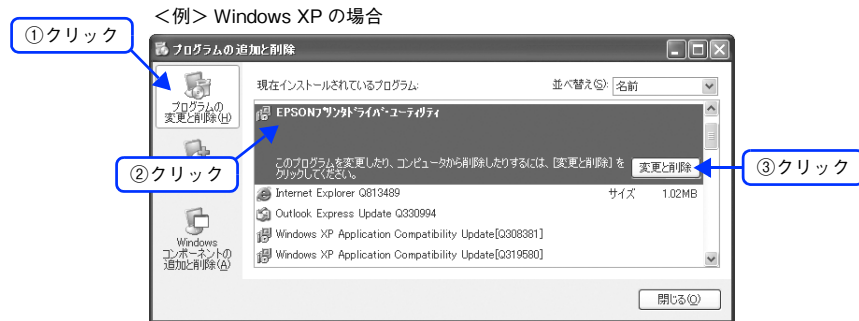 <例> Windows XP の場合
①クリック
プログラムの追加と削除
プログラムの
変更と削除(H)
現在インストールされているプログラム:
並べ替え(S): 名前
EPSONプリンタドライバ・ユーティリティ
このプログラムを変更したり、コンピュータから削除したりするには、[変更と削除] を
クリックしてください。
変更と削除
②クリック
③クリック
Internet Explorer Q813489
サイズ 1.02MB
Outlook Express Update Q330994
Windows XP Application Compatibility Update[Q308381]
Windows XP Application Compatibility Update[Q319580]
Windows
コンポーネントの
追加と削除(A)
閉じる(O)